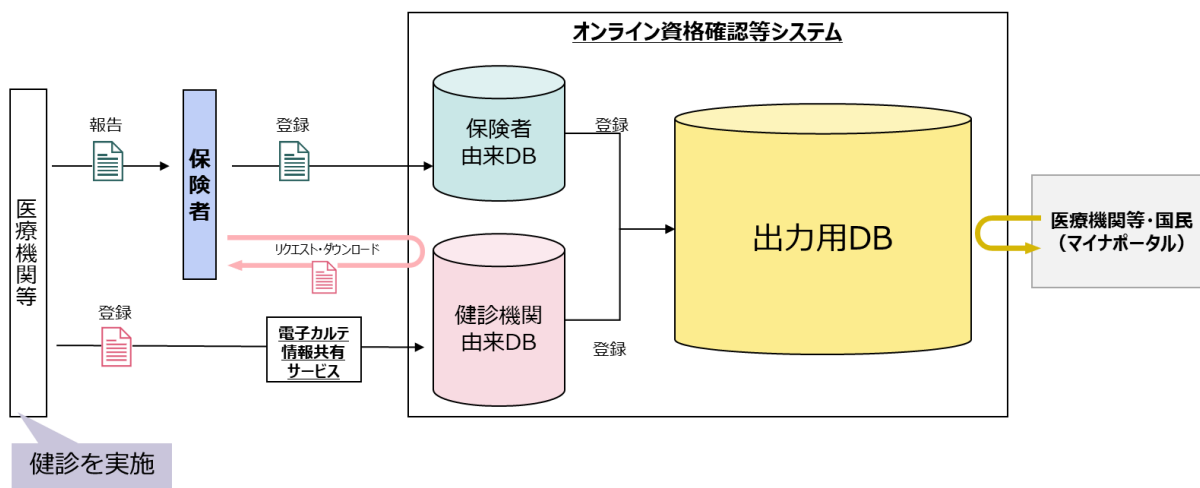 オンライン資格確認等システム
医療機関等
報告
保険者
登録
保険者
由来DB
登録
リクエスト・ダウンロード
出力用DB
医療機関等・国民
（マイナポータル）
登録
電子カルテ
情報共有
サービス
健診機関
由来DB
登録
健診を実施